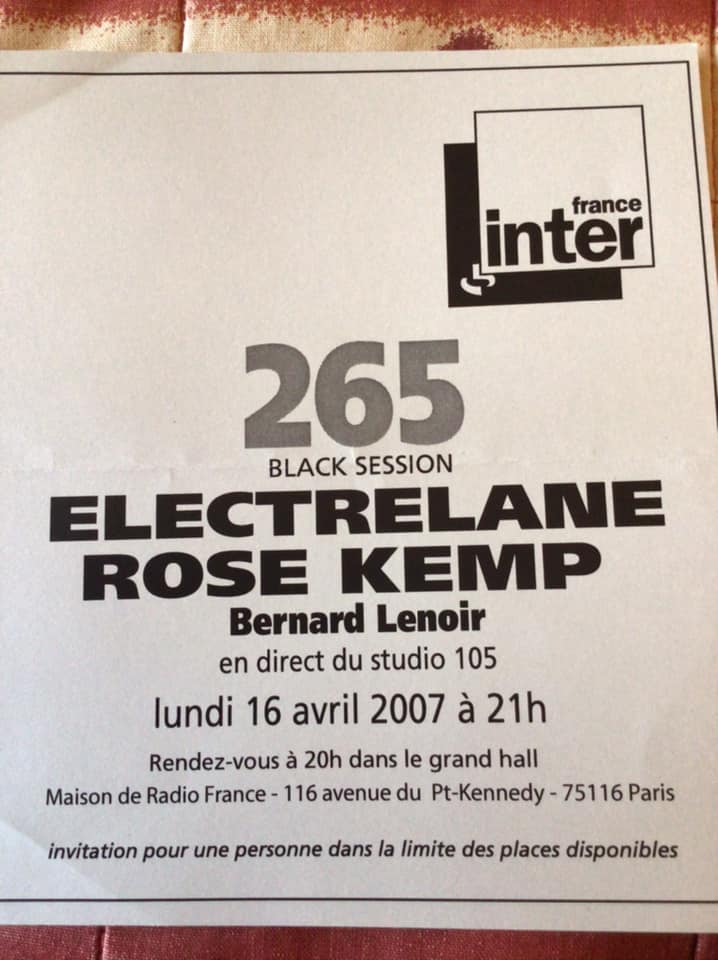 france
inter
265
BLACK SESSION
ELECTRELANE
ROSE KEMP
Bernard Lenoir
en direct du studio 105
lundi 16 avril 2007 à 21h
Rendez-vous à 20h dans le grand hall
Maison de Radio France - 116 avenue du Pt-Kennedy - 75116 Paris
invitation pour une personne dans la limite des places disponibles